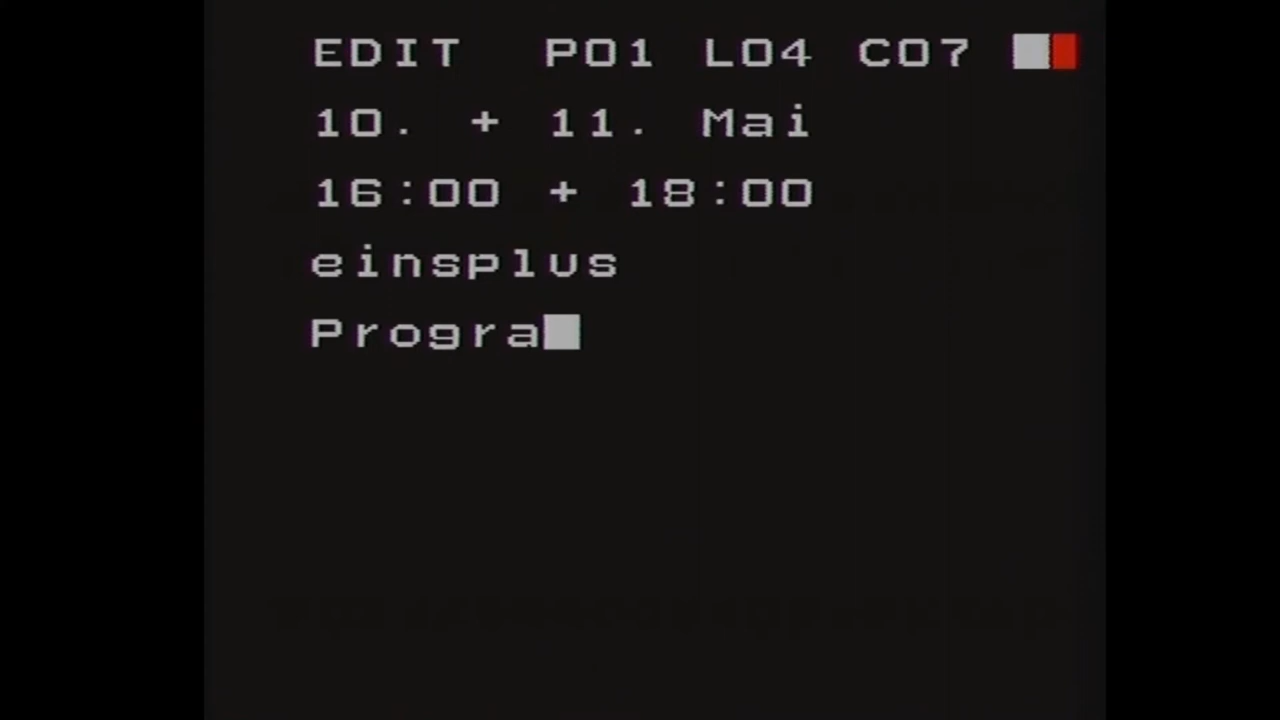 EDIT P01 L04 C07
10. + 11. Mai
16:00 + 18:00
einsplus
Progra